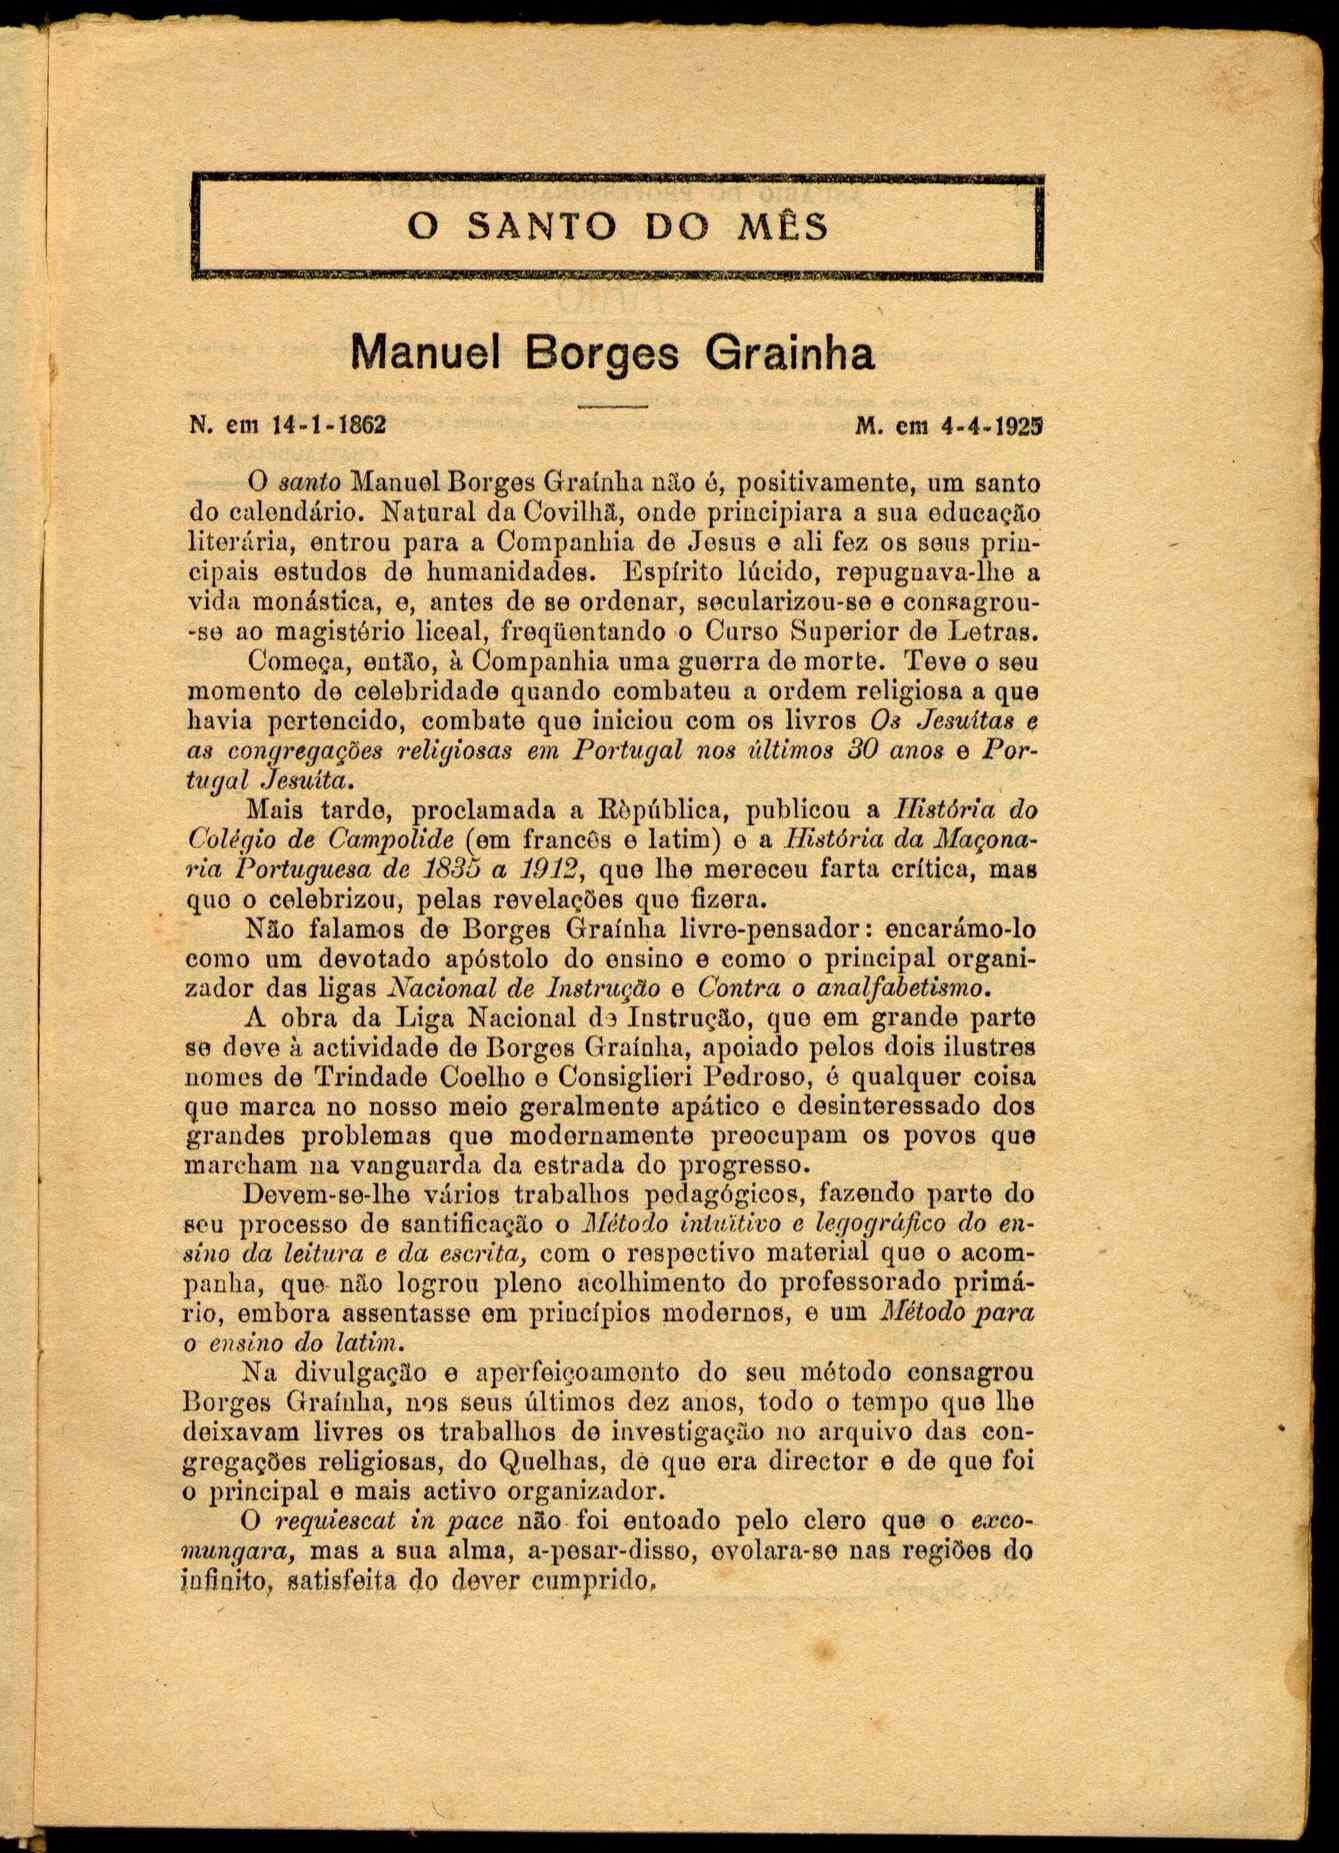 O SANTO DO MÊS
Manuel Borges Grainha
N. em 14-1-1862
M. em 4-4-1925
O santo Manuel Borges Graínha não é, positivamente, um santo
do calendário. Natural da Covilhã, onde principiara a sua educação
literária, entrou para a Companhia de Jesus e ali fez os seus prin-
cipais estudos de humanidades. Espírito lúcido, repugnava-lhe a
vida monástica, e, antes de se ordenar, secularizou-se e consagrou-
-se ao magistério liceal, freqüentando o Curso Superior de Letras.
Começa, então, à Companhia uma guerra de morte. Teve o seu
momento de celebridade quando combateu a ordem religiosa a que
havia pertencido, combate que iniciou com os livros Os Jesuítas e
as congregações religiosas em Portugal nos últimos 30 anos e Por-
tugal Jesuíta.
Mais tarde, proclamada a Rèpública, publicou a História do
Colégio de Campolide (em francês e latim) e a História da Maçona-
ria Portuguesa de 1835 a 1912, que lhe mereceu farta crítica, mas
que o celebrizou, pelas revelações que fizera.
Não falamos de Borges Graínha livre-pensador: encarámo-lo
como um devotado apóstolo do ensino e como o principal organi-
zador das ligas Nacional de Instrução e Contra o analfabetismo.
A obra da Liga Nacional de Instrução, que em grande parte
se deve à actividade de Borges Graínha, apoiado pelos dois ilustres
nomes de Trindade Coelho e Consiglieri Pedroso, é qualquer coisa
que marca no nosso meio geralmente apático e desinteressado dos
grandes problemas que modernamente preocupam os povos que
marcham na vanguarda da estrada do progresso.
Devem-se-lhe vários trabalhos pedagógicos, fazendo parte do
seu processo de santificação o Método intuïtivo e legográfico do en-
sino da leitura e da escrita, com o respectivo material que o acom-
panha, que não logrou pleno acolhimento do professorado primá-
rio, embora assentasse em princípios modernos, e um Método para
o ensino do latim.
Na divulgação e aperfeiçoamento do seu método consagrou
Borges Graínha, nos seus últimos dez anos, todo o tempo que lhe
deixavam livres os trabalhos de investigação no arquivo das con-
gregações religiosas, do Quelhas, de que era director e de que foi
o principal e mais activo organizador.
O requiescat in pace não foi entoado pelo clero que o exco-
mungara, mas a sua alma, a-pesar-disso, evolara-se nas regiões do
infinito, satisfeita do dever cumprido.